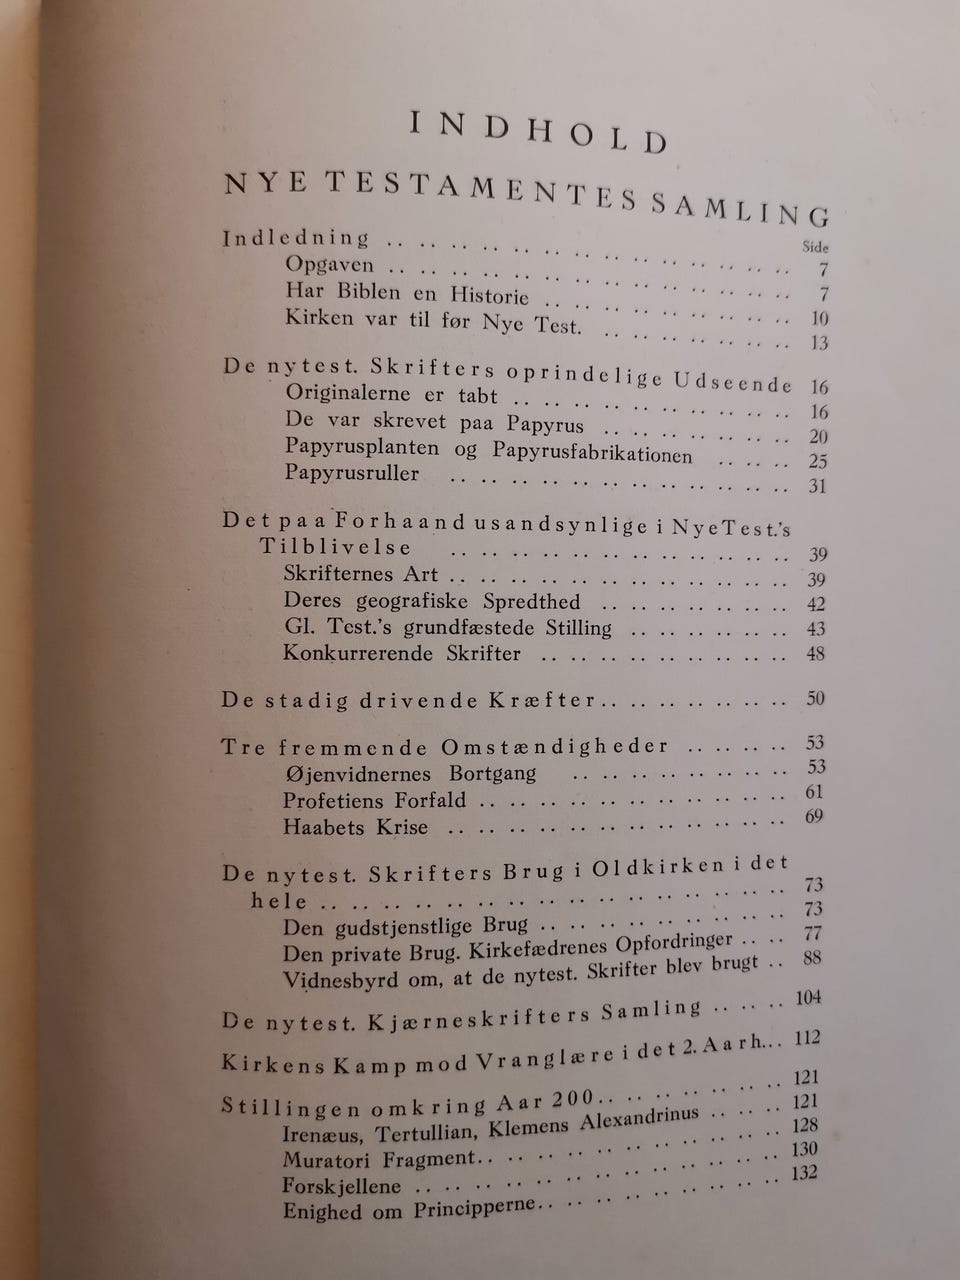 INDHOLD
NYE TESTAMENTES SAMLING
Side
Indledning .. .. .. .. .. .. .. .. .. .. .. .. 7
Opgaven .. .. .. .. .. .. .. .. .. .. .. .. 7
Har Biblen en Historie .. .. .. .. .. .. .. .. 10
Kirken var til før Nye Test. .. .. .. .. .. .. 13
De nytest. Skrifters oprindelige Udseende 16
Originalerne er tabt .. .. .. .. .. .. .. .. .. 16
De var skrevet paa Papyrus .. .. .. .. .. .. 20
Papyrusplanten og Papyrusfabrikationen .. .. .. 25
Papyrusruller .. .. .. .. .. .. .. .. .. .. .. 31
Det paa Forhaand usandsynlige i Nye Test.'s
Tilblivelse .. .. .. .. .. .. .. .. .. .. .. 39
Skrifternes Art .. .. .. .. .. .. .. .. .. .. .. 39
Deres geografiske Spredthed .. .. .. .. .. .. 42
Gl. Test.'s grundfæstede Stilling .. .. .. .. .. 43
Konkurrerende Skrifter .. .. .. .. .. .. .. .. 48
De stadig drivende Kræfter .. .. .. .. .. .. 50
Tre fremmende Omstændigheder .. .. .. .. 53
Øjenvidnernes Bortgang .. .. .. .. .. .. .. 53
Profetiens Forfald .. .. .. .. .. .. .. .. .. .. 61
Haabets Krise .. .. .. .. .. .. .. .. .. .. .. 69
De nytest. Skrifters Brug i Oldkirken i det
hele .. .. .. .. .. .. .. .. .. .. .. .. .. .. 73
Den gudstjenstlige Brug .. .. .. .. .. .. .. .. 73
Den private Brug. Kirkefædrenes Opfordringer .. .. 77
Vidnesbyrd om, at de nytest. Skrifter blev brugt .. 88
De nytest. Kjærneskrifters Samling .. .. .. 104
Kirkens Kamp mod Vranglære i det 2. Aarh... 112
Stillingen omkring Aar 200.. .. .. .. .. .. 121
Irenæus, Tertullian, Klemens Alexandrinus .. .. .. 121
Muratori Fragment.. .. .. .. .. .. .. .. .. .. 128
Forskjellene .. .. .. .. .. .. .. .. .. .. .. .. 130
Enighed om Principperne.. .. .. .. .. .. .. .. 132